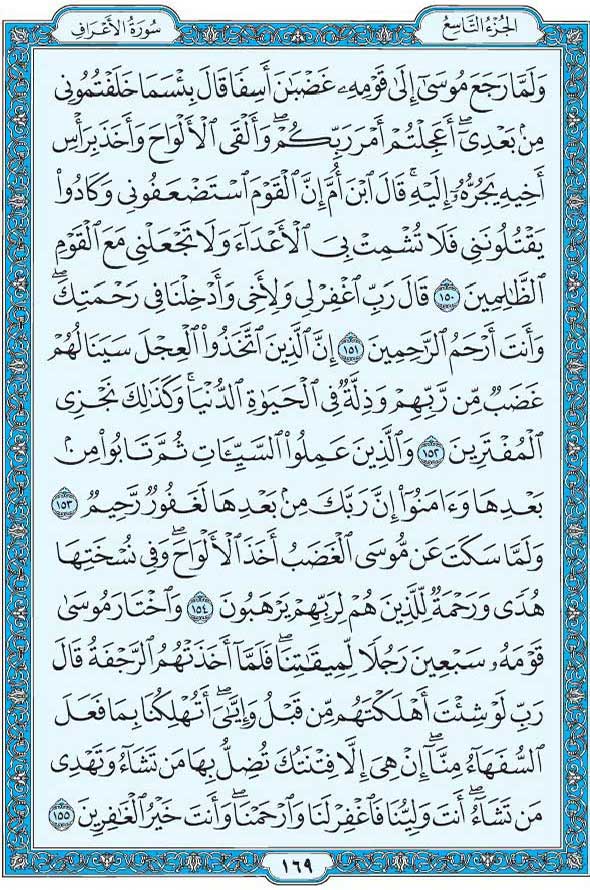 الجُزْءُ التَّاسِعُ
سُورَةُ الأَعْرَافِ
وَلَمَّا رَجَعَ مُوسَىٰٓ إِلَىٰ قَوْمِهِۦ غَضْبَٰنَ أَسِفٗا قَالَ بِئْسَمَا خَلَفْتُمُونِي
مِنۢ بَعْدِيٓۖ أَعَجِلْتُمْ أَمْرَ رَبِّكُمْۖ وَأَلْقَى ٱلْأَلْوَاحَ وَأَخَذَ بِرَأْسِ
أَخِيهِ يَجُرُّهُۥٓ إِلَيْهِۚ قَالَ ٱبْنَ أُمَّ إِنَّ ٱلْقَوْمَ ٱسْتَضْعَفُونِي وَكَادُوا۟
يَقْتُلُونَنِي فَلَا تُشْمِتْ بِيَ ٱلْأَعْدَآءَ وَلَا تَجْعَلْنِي مَعَ ٱلْقَوْمِ
ٱلظَّٰلِمِينَ ١٥٠ قَالَ رَبِّ ٱغْفِرْ لِي وَلِأَخِي وَأَدْخِلْنَا فِي رَحْمَتِكَۖ
وَأَنتَ أَرْحَمُ ٱلرَّٰحِمِينَ ١٥١ إِنَّ ٱلَّذِينَ ٱتَّخَذُوا۟ ٱلْعِجْلَ سَيَنَالُهُمْ
غَضَبٞ مِّن رَّبِّهِمْ وَذِلَّةٞ فِي ٱلْحَيَوٰةِ ٱلدُّنْيَاۚ وَكَذَٰلِكَ نَجْزِي
ٱلْمُفْتَرِينَ ١٥٢ وَٱلَّذِينَ عَمِلُوا۟ ٱلسَّيِّـَٔاتِ ثُمَّ تَابُوا۟ مِنۢ
بَعْدِهَا وَءَامَنُوٓا۟ إِنَّ رَبَّكَ مِنۢ بَعْدِهَا لَغَفُورٞ رَّحِيمٞ ١٥٣
وَلَمَّا سَكَتَ عَن مُّوسَى ٱلْغَضَبُ أَخَذَ ٱلْأَلْوَاحَۖ وَفِي نُسْخَتِهَا
هُدٗى وَرَحْمَةٞ لِّلَّذِينَ هُمْ لِرَبِّهِمْ يَرْهَبُونَ ١٥٤ وَٱخْتَارَ مُوسَىٰ
قَوْمَهُۥ سَبْعِينَ رَجُلٗا لِّمِيقَٰتِنَاۖ فَلَمَّآ أَخَذَتْهُمُ ٱلرَّجْفَةُ قَالَ
رَبِّ لَوْ شِئْتَ أَهْلَكْتَهُم مِّن قَبْلُ وَإِيَّٰيَۖ أَتُهْلِكُنَا بِمَا فَعَلَ
ٱلسُّفَهَآءُ مِنَّآۖ إِنْ هِيَ إِلَّا فِتْنَتُكَ تُضِلُّ بِهَا مَن تَشَآءُ وَتَهْدِي
مَن تَشَآءُۖ أَنتَ وَلِيُّنَا فَٱغْفِرْ لَنَا وَٱرْحَمْنَاۖ وَأَنتَ خَيْرُ ٱلْغَٰفِرِينَ ١٥٥
١٦٩